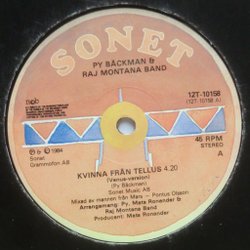 SONET
PY BÄCKMAN &
RAJ MONTANA BAND
ncb
12T-10158
(12T-10158 A)
45 RPM
STEREO
A
℗ 1984
Sonet
Grammofon AB
KVINNA FRÅN TELLUS 4.20
(Venus-version)
(Py Bäckman)
Sonet Music AB
Mixed av mannen från Mars – Pontus Olsson
Arrangemang: Py, Mats Ronander &
Raj Montana Band
Producent: Mats Ronander